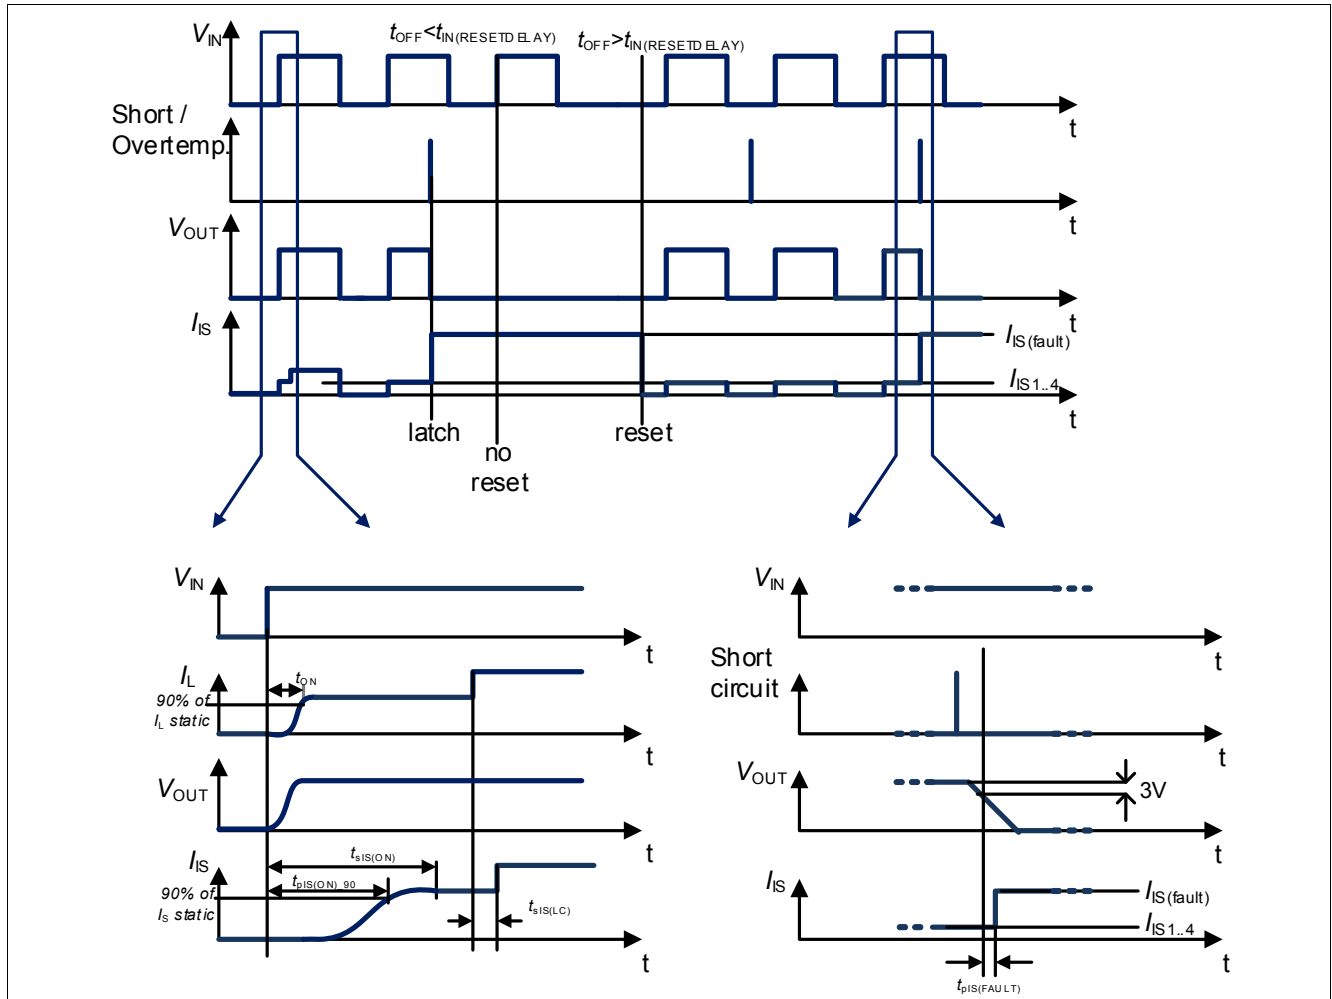 VIN
tOFF<tIN(RESETDELAY)
tOFF>tIN(RESETDELAY)
t
Short /
Overtemp.
t
VOUT
t
IIS
IIS(fault)
IIS1..4
t
latch
no
reset
reset
VIN
t
IL
tON
90% of
IL static
t
VOUT
t
IIS
tsIS(ON)
tpIS(ON)_90
90% of
IS static
tsIS(LC)
t
VIN
t
Short
circuit
t
VOUT
3V
t
IIS
IIS(fault)
IIS1..4
t
tpIS(FAULT)